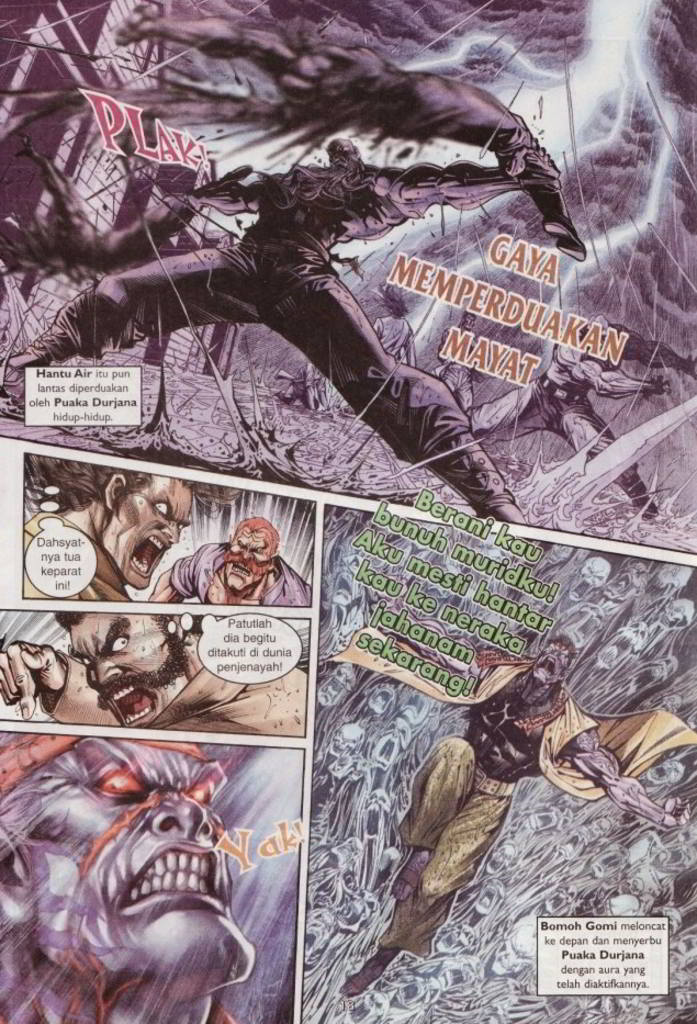 PLAK!
GAYA
MEMPERDUAKAN
MAYAT
Hantu Air itu pun
lantas diperduakan
oleh Puaka Durjana
hidup-hidup.
Dahsyat-
nya tua
keparat
ini!
Patutlah
dia begitu
ditakuti di dunia
penjenayah!
Berani kau
bunuh muridku!
Aku mesti hantar
kau ke neraka
jahanam
sekarang!
Yak!
Bomoh Gomi meloncat
ke depan dan menyerbu
Puaka Durjana
dengan aura yang
telah diaktifkannya.
13